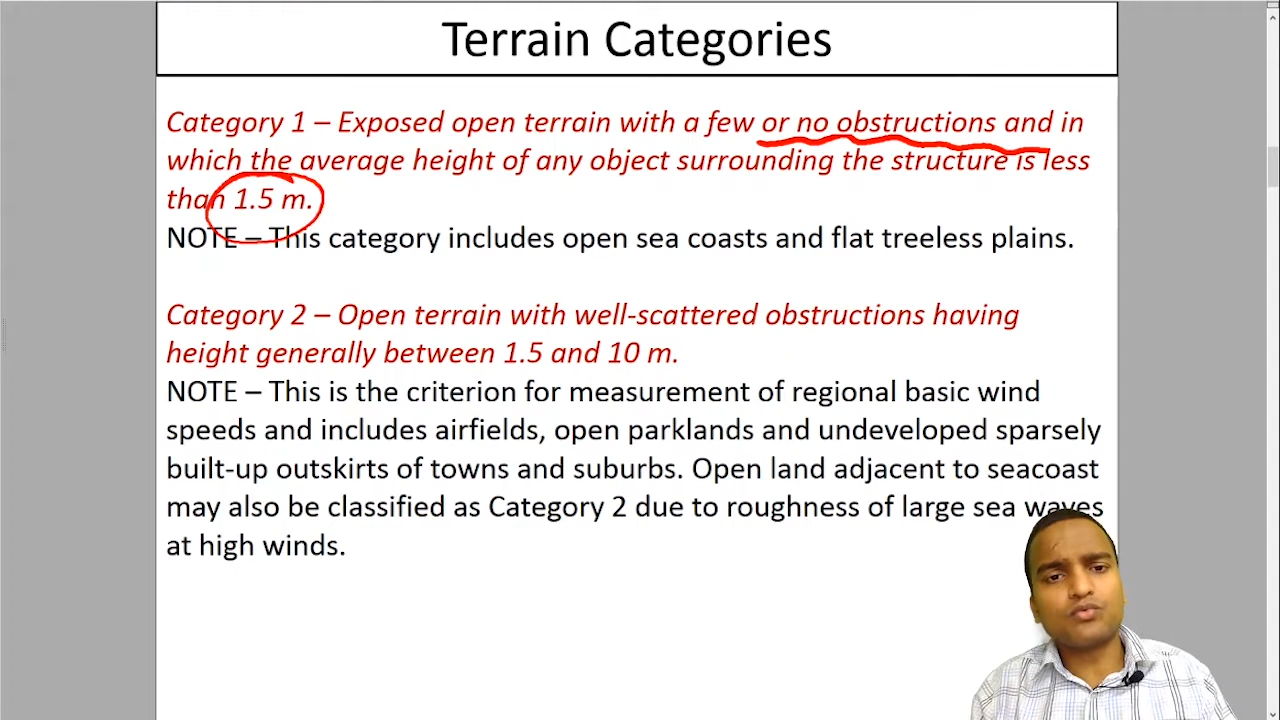 Terrain Categories
Category 1 – Exposed open terrain with a few or no obstructions and in
which the average height of any object surrounding the structure is less
than 1.5 m.
NOTE – This category includes open sea coasts and flat treeless plains.
Category 2 – Open terrain with well-scattered obstructions having
height generally between 1.5 and 10 m.
NOTE – This is the criterion for measurement of regional basic wind
speeds and includes airfields, open parklands and undeveloped sparsely
built-up outskirts of towns and suburbs. Open land adjacent to seacoast
may also be classified as Category 2 due to roughness of large sea waves
at high winds.